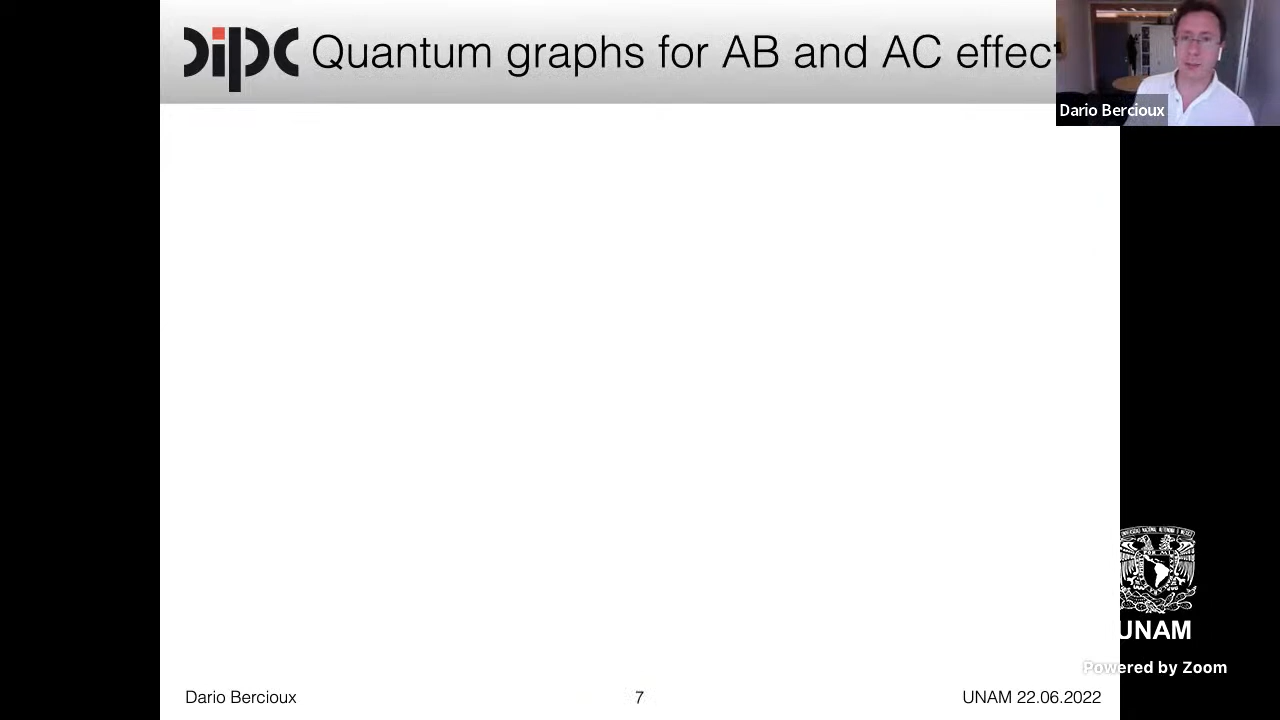 dipc Quantum graphs for AB and AC effect
Dario Bercioux
UNAM
Powered by Zoom
Dario Bercioux
7
UNAM 22.06.2022